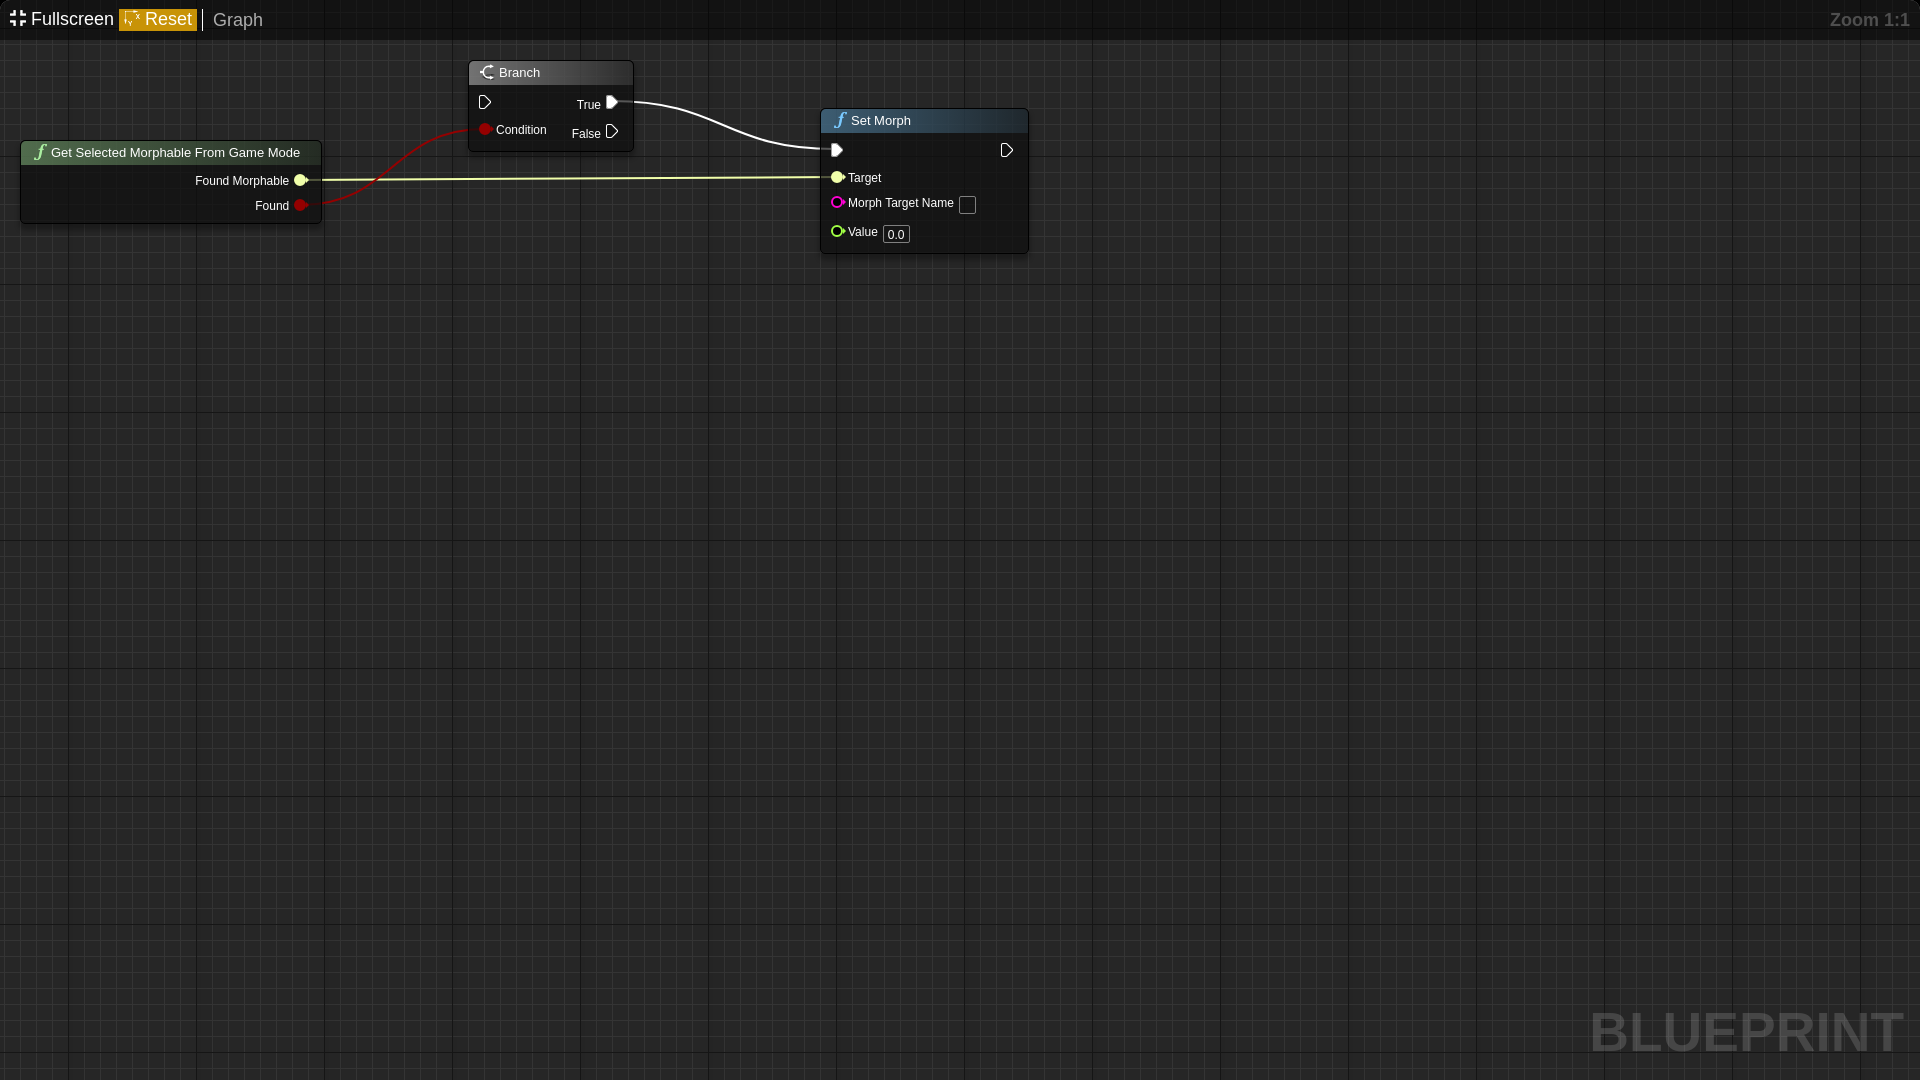 Fullscreen Reset Graph Zoom 1:1
Branch
True
Condition
False
Get Selected Morphable From Game Mode
Found Morphable
Found
Set Morph
Target
Morph Target Name
Value 0.0
BLUEPRINT